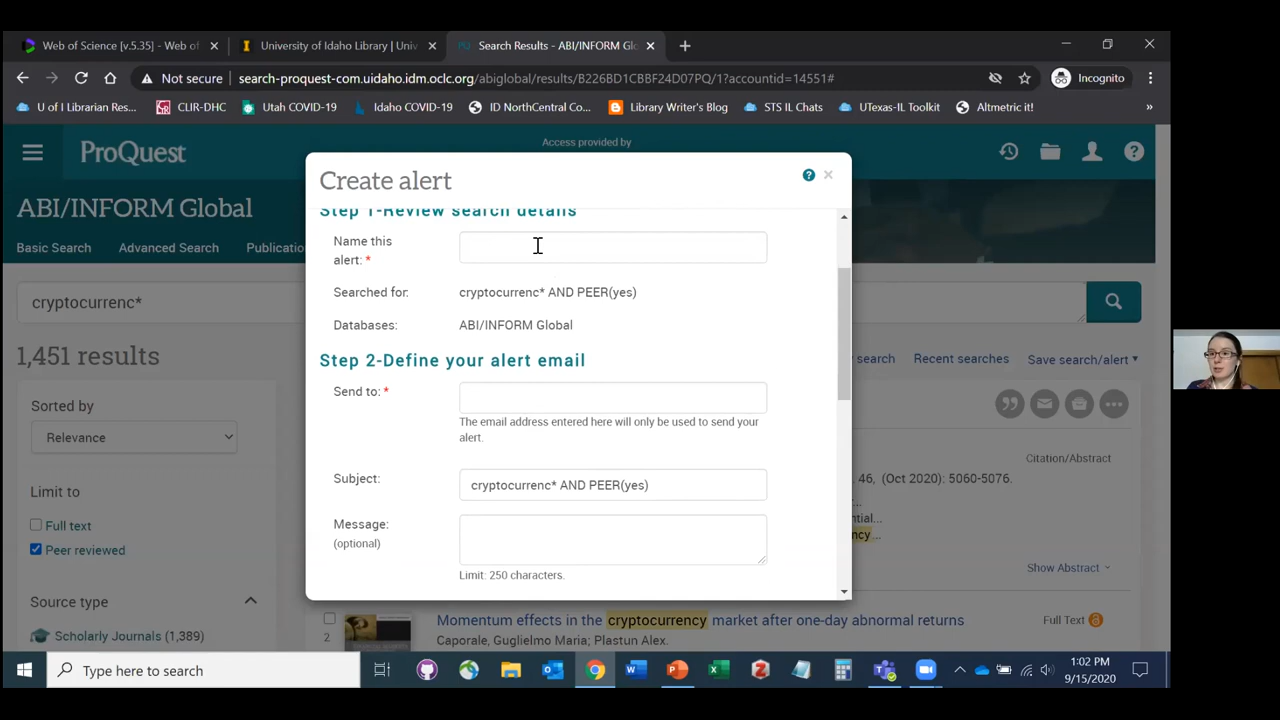 Web of Science [v.5.35] - Web of
University of Idaho Library | Univ
Search Results - ABI/INFORM Glo
Not secure
search-proquest-com.uidaho.idm.oclc.org/abiglobal/results/B226BD1CBBF24D07PQ/1?accountid=14551#
Incognito
U of I Librarian Res...
CLIR-DHC
Utah COVID-19
Idaho COVID-19
ID NorthCentral Co...
Library Writer's Blog
STS IL Chats
UTexas-IL Toolkit
Altmetric it!
»
ProQuest
Access provided by
ABI/INFORM Global
Basic Search
Advanced Search
Publication
cryptocurrenc*
1,451 results
search
Recent searches
Save search/alert
Sorted by
Relevance
Limit to
Full text
Peer reviewed
Source type
Scholarly Journals (1,389)
Create alert
Step 1-Review search details
Name this
alert: *
Searched for:
cryptocurrenc* AND PEER(yes)
Databases:
ABI/INFORM Global
Step 2-Define your alert email
Send to: *
The email address entered here will only be used to send your
alert.
Subject:
cryptocurrenc* AND PEER(yes)
Message:
(optional)
Limit: 250 characters.
Citation/Abstract
46, (Oct 2020): 5060-5076.
ntial...
ncy...
Show Abstract
2
Momentum effects in the cryptocurrency market after one-day abnormal returns
Full Text
Caporale, Guglielmo Maria; Plastun Alex.
Type here to search
1:02 PM
9/15/2020